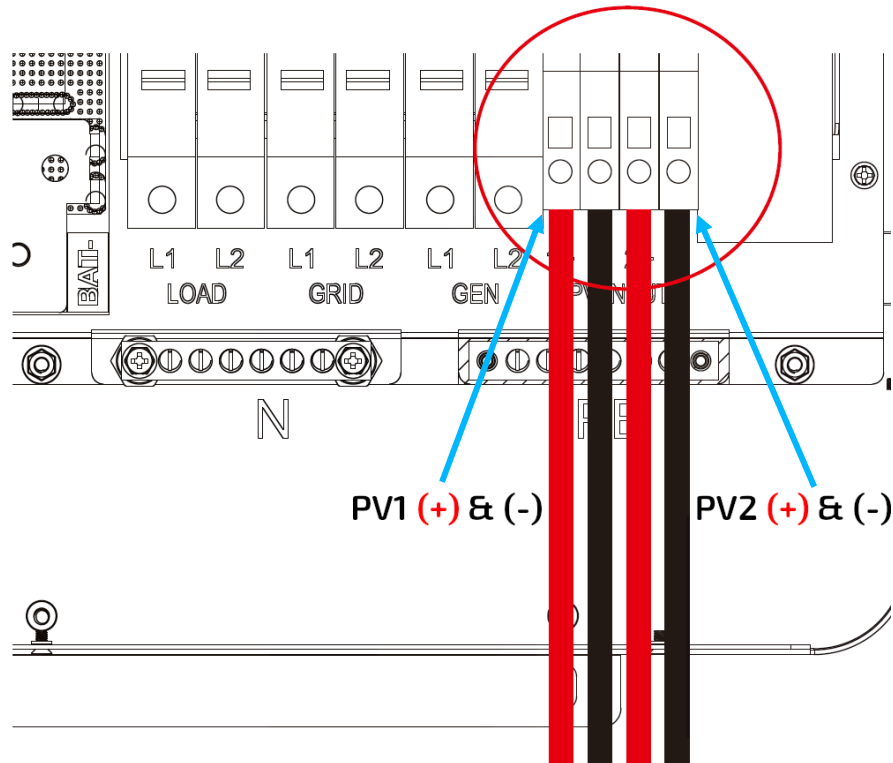 BAT-
L1 L2 L1 L2 L1 L2
LOAD GRID GEN
N
PV1 (+) & (-) PV2 (+) & (-)